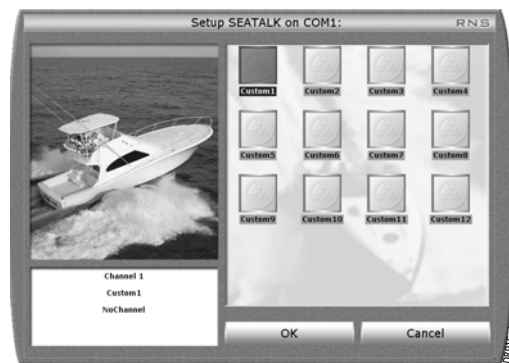 Setup SEATALK on COM1:
RNS
Custom1 Custom2 Custom3 Custom4
Custom5 Custom6 Custom7 Custom8
Custom9 Custom10 Custom11 Custom12
Channel 1
Custom1
NoChannel
OK Cancel